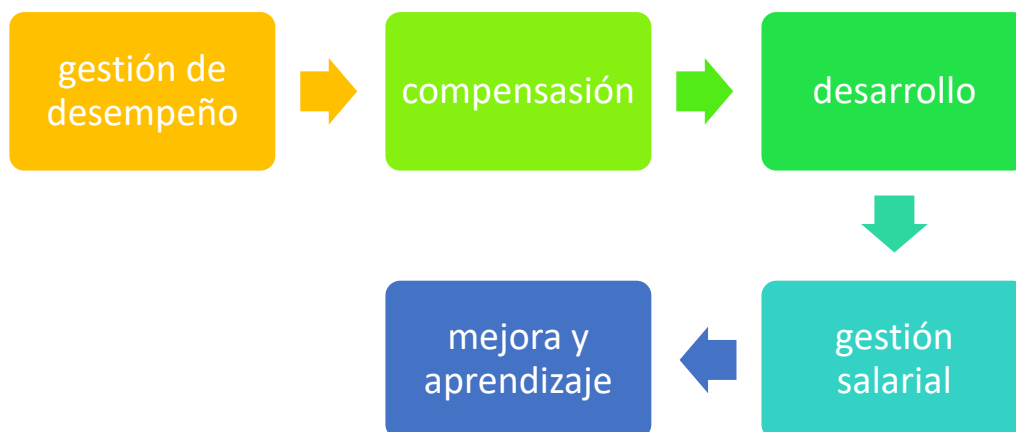 gestión de
desempeño
compensasión
desarrollo
gestión
salarial
mejora y
aprendizaje